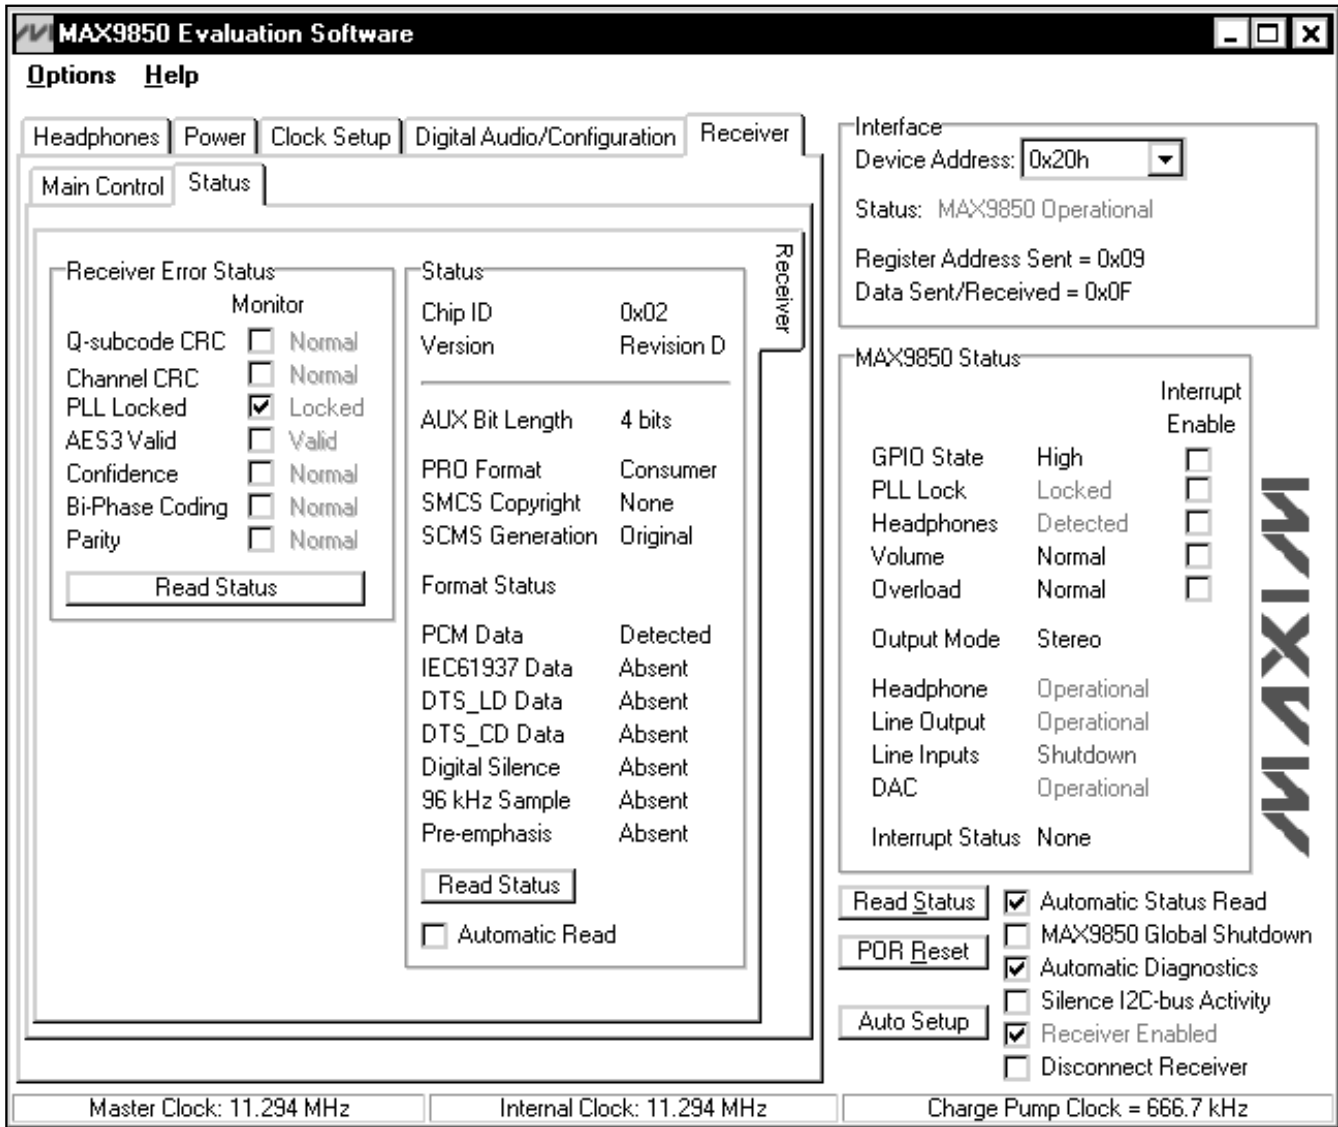 MAX9850 Evaluation Software
Options Help
Headphones Power Clock Setup Digital Audio/Configuration Receiver
Main Control Status
Receiver
Receiver Error Status
Monitor
Q-subcode CRC Normal
Channel CRC Normal
PLL Locked Locked
AES3 Valid Valid
Confidence Normal
Bi-Phase Coding Normal
Parity Normal
Read Status
Status
Chip ID 0x02
Version Revision D
AUX Bit Length 4 bits
PRO Format Consumer
SMCS Copyright None
SCMS Generation Original
Format Status
PCM Data Detected
IEC61937 Data Absent
DTS_LD Data Absent
DTS_CD Data Absent
Digital Silence Absent
96 kHz Sample Absent
Pre-emphasis Absent
Read Status
Automatic Read
Interface
Device Address: 0x20h
Status: MAX9850 Operational
Register Address Sent = 0x09
Data Sent/Received = 0x0F
MAX9850 Status
Interrupt
Enable
GPIO State High
PLL Lock Locked
Headphones Detected
Volume Normal
Overload Normal
Output Mode Stereo
Headphone Operational
Line Output Operational
Line Inputs Shutdown
DAC Operational
Interrupt Status None
MAXIM
Read Status Automatic Status Read
MAX9850 Global Shutdown
POR Reset
Automatic Diagnostics
Silence I2C-bus Activity
Auto Setup
Receiver Enabled
Disconnect Receiver
Master Clock: 11.294 MHz Internal Clock: 11.294 MHz Charge Pump Clock = 666.7 kHz